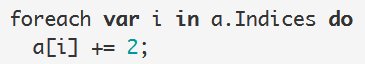 foreach var i in a.Indices do
  a[i] += 2;